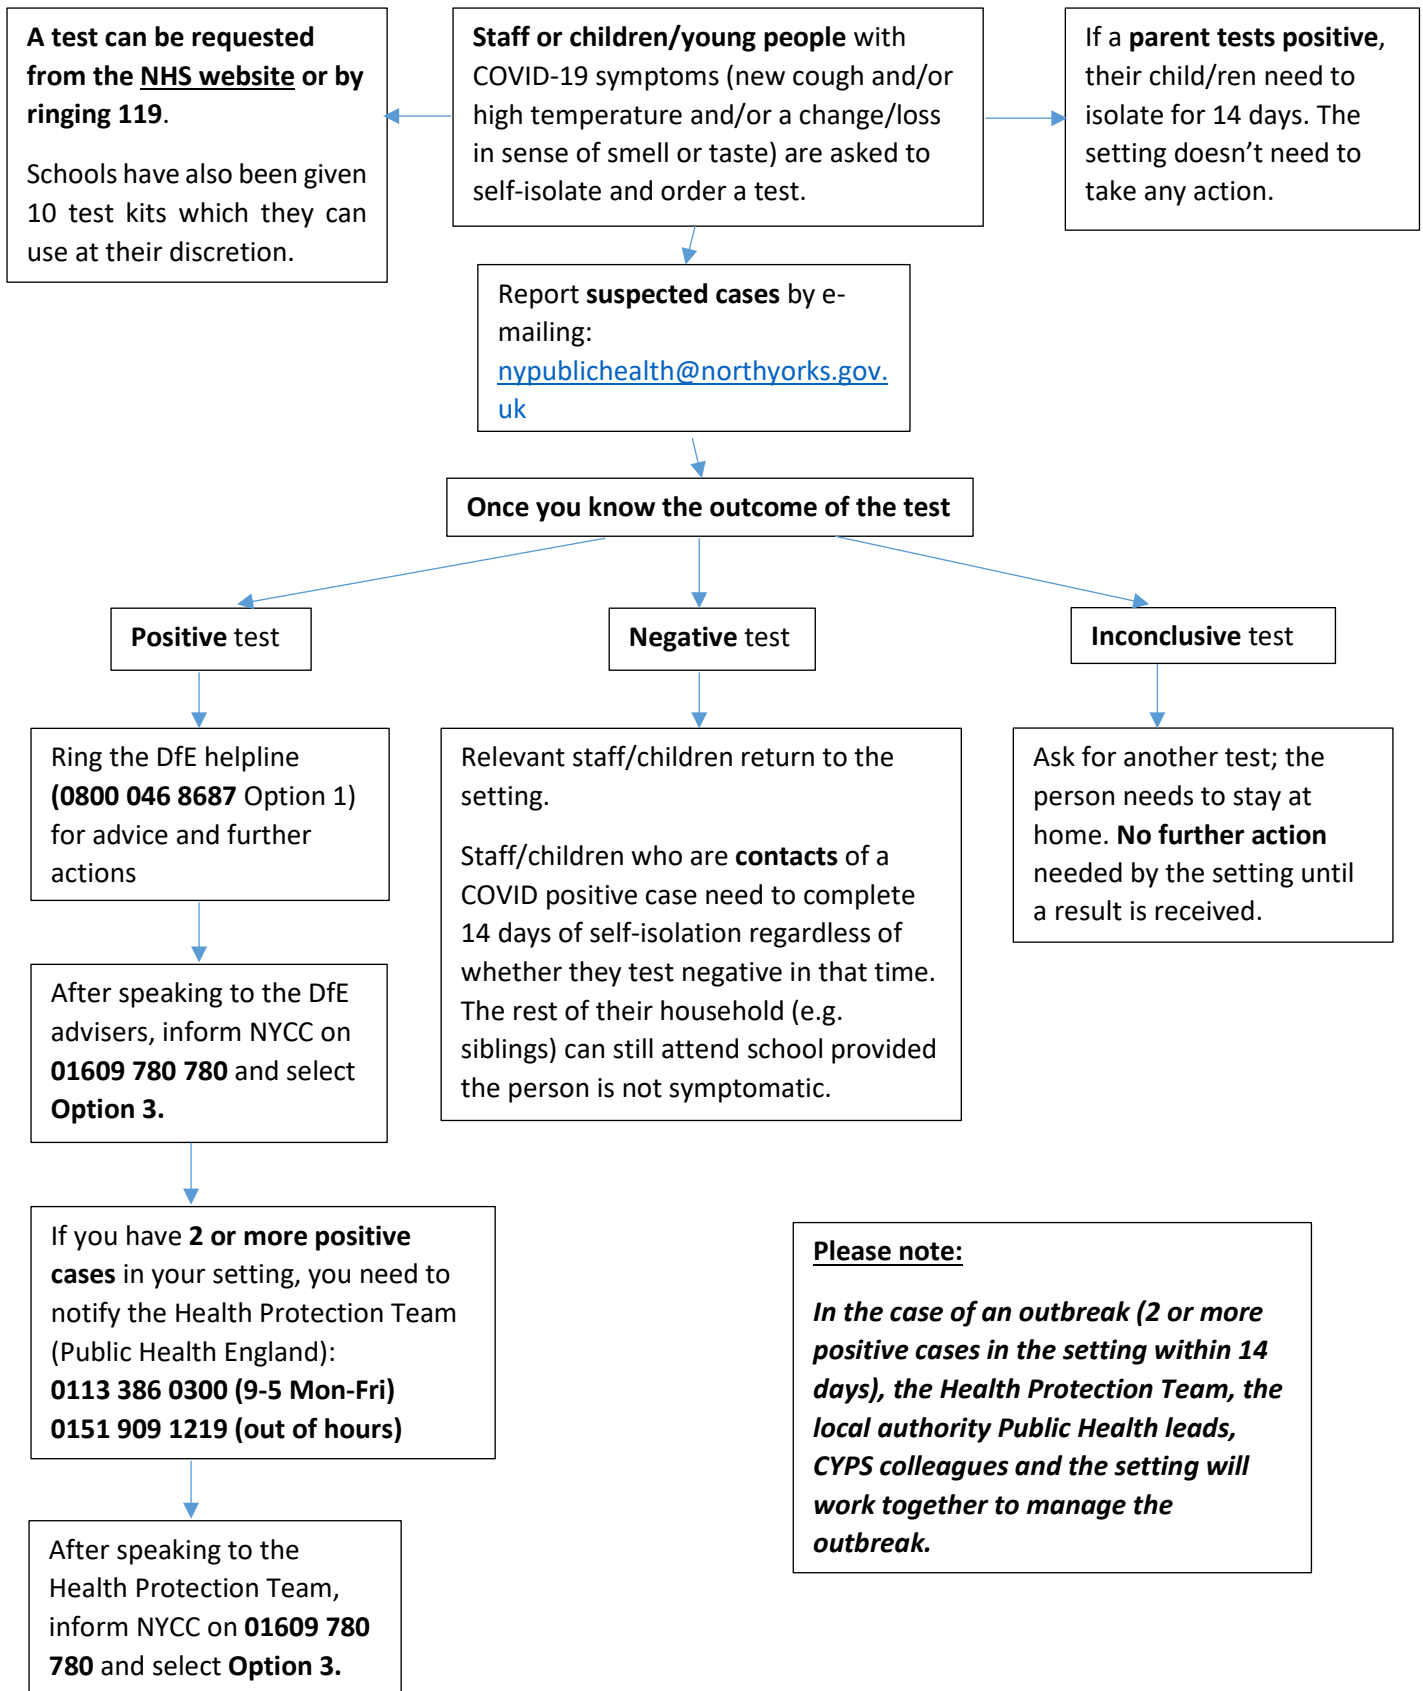 A test can be requested
from the NHS website or by
ringing 119.
Schools have also been given
10 test kits which they can
use at their discretion.
Staff or children/young people with
COVID-19 symptoms (new cough and/or
high temperature and/or a change/loss
in sense of smell or taste) are asked to
self-isolate and order a test.
If a parent tests positive,
their child/ren need to
isolate for 14 days. The
setting doesn’t need to
take any action.
Report suspected cases by e-
mailing:
nypublichealth@northyorks.gov.
uk
Once you know the outcome of the test
Positive test
Negative test
Inconclusive test
Ring the DfE helpline
(0800 046 8687 Option 1)
for advice and further
actions
Relevant staff/children return to the
setting.
Staff/children who are contacts of a
COVID positive case need to complete
14 days of self-isolation regardless of
whether they test negative in that time.
The rest of their household (e.g.
siblings) can still attend school provided
the person is not symptomatic.
Ask for another test; the
person needs to stay at
home. No further action
needed by the setting until
a result is received.
After speaking to the DfE
advisers, inform NYCC on
01609 780 780 and select
Option 3.
If you have 2 or more positive
cases in your setting, you need to
notify the Health Protection Team
(Public Health England):
0113 386 0300 (9-5 Mon-Fri)
0151 909 1219 (out of hours)
Please note:
In the case of an outbreak (2 or more
positive cases in the setting within 14
days), the Health Protection Team, the
local authority Public Health leads,
CYPS colleagues and the setting will
work together to manage the
outbreak.
After speaking to the
Health Protection Team,
inform NYCC on 01609 780
780 and select Option 3.